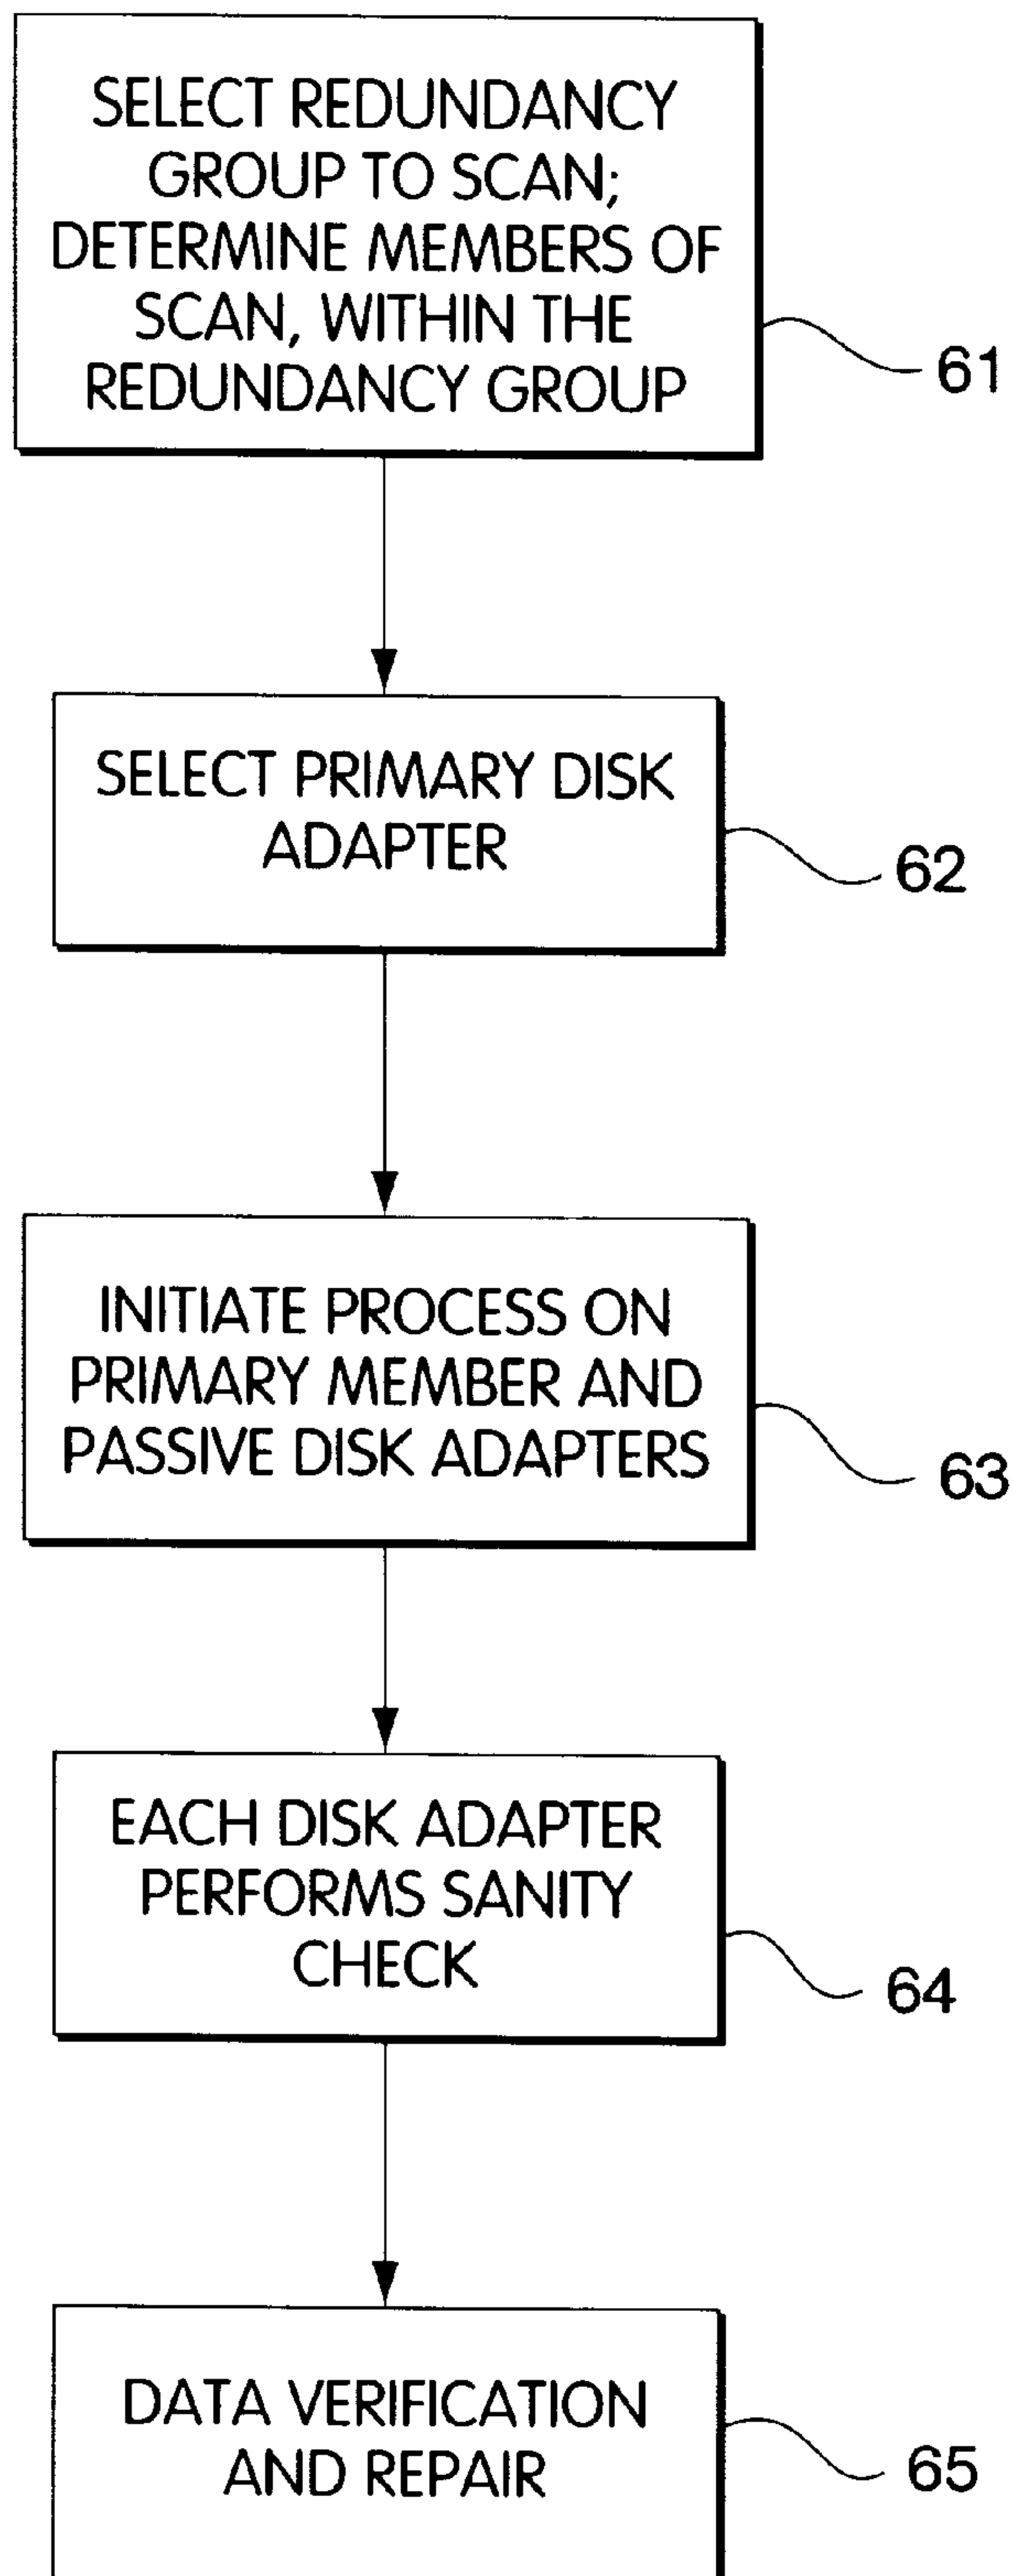 SELECT REDUNDANCY
GROUP TO SCAN;
DETERMINE MEMBERS OF
SCAN, WITHIN THE
REDUNDANCY GROUP
61
SELECT PRIMARY DISK
ADAPTER
62
INITIATE PROCESS ON
PRIMARY MEMBER AND
PASSIVE DISK ADAPTERS
63
EACH DISK ADAPTER
PERFORMS SANITY
CHECK
64
DATA VERIFICATION
AND REPAIR
65